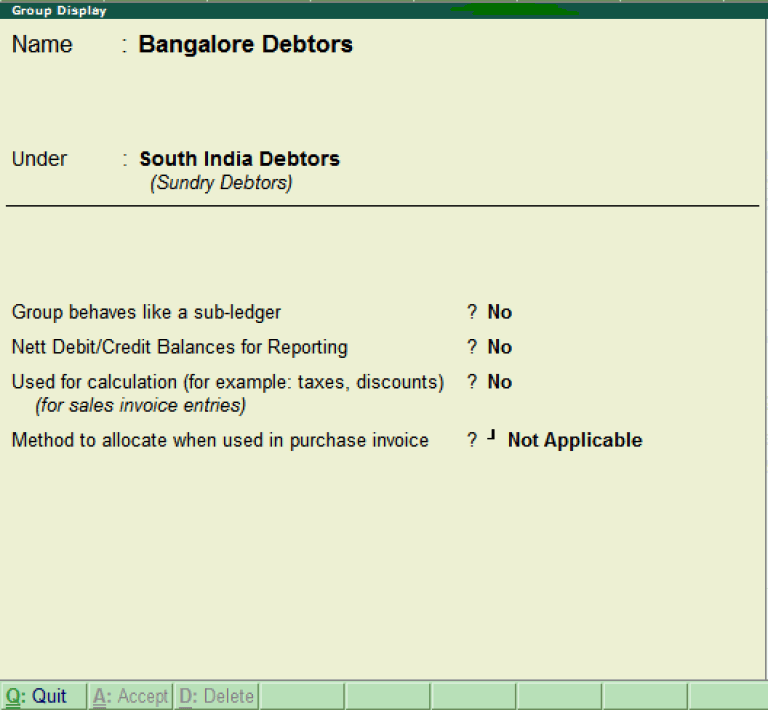 Group Display
Name : Bangalore Debtors
Under : South India Debtors
(Sundry Debtors)
Group behaves like a sub-ledger ? No
Nett Debit/Credit Balances for Reporting ? No
Used for calculation (for example: taxes, discounts) ? No
(for sales invoice entries)
Method to allocate when used in purchase invoice ? ┘ Not Applicable
Q: Quit A: Accept D: Delete